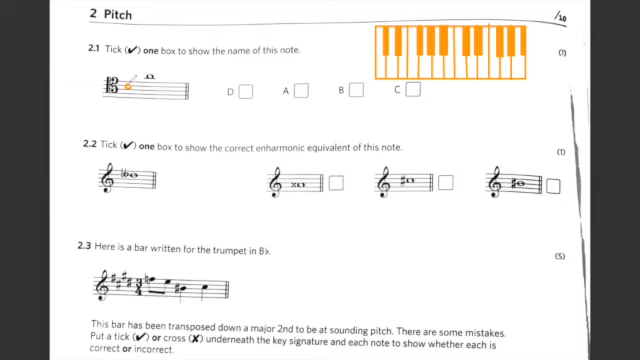 2 Pitch
/10
2.1 Tick (✔) one box to show the name of this note.
(1)
D A B C
2.2 Tick (✔) one box to show the correct enharmonic equivalent of this note.
(1)
2.3 Here is a bar written for the trumpet in B♭.
(5)
3
4
This bar has been transposed down a major 2nd to be at sounding pitch. There are some mistakes.
Put a tick (✔) or cross (✘) underneath the key signature and each note to show whether each is
correct or incorrect.